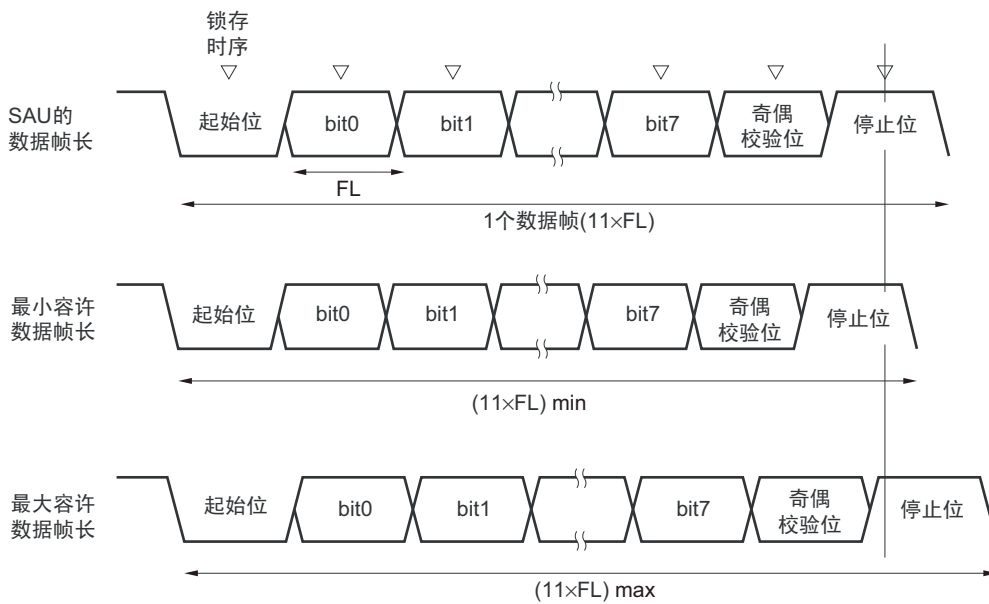 锁存
时序
SAU的
数据帧长
起始位
bit0
bit1
bit7
奇偶
校验位
停止位
FL
1个数据帧(11×FL)
最小容许
数据帧长
起始位
bit0
bit1
bit7
奇偶
校验位
停止位
(11×FL) min
最大容许
数据帧长
起始位
bit0
bit1
bit7
奇偶
校验位
停止位
(11×FL) max